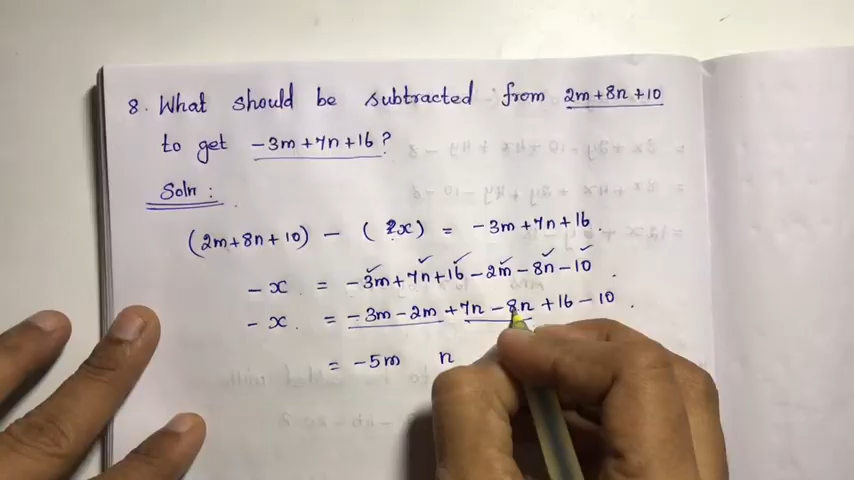 8. What should be subtracted from 2m+8n+10
to get -3m+7n+16?
Soln :
(2m+8n+10) - ( x) = -3m+7n+16.
-x = -3m+7n+16-2m-8n-10.
-x = -3m-2m+7n-8n+16-10.
= -5m n